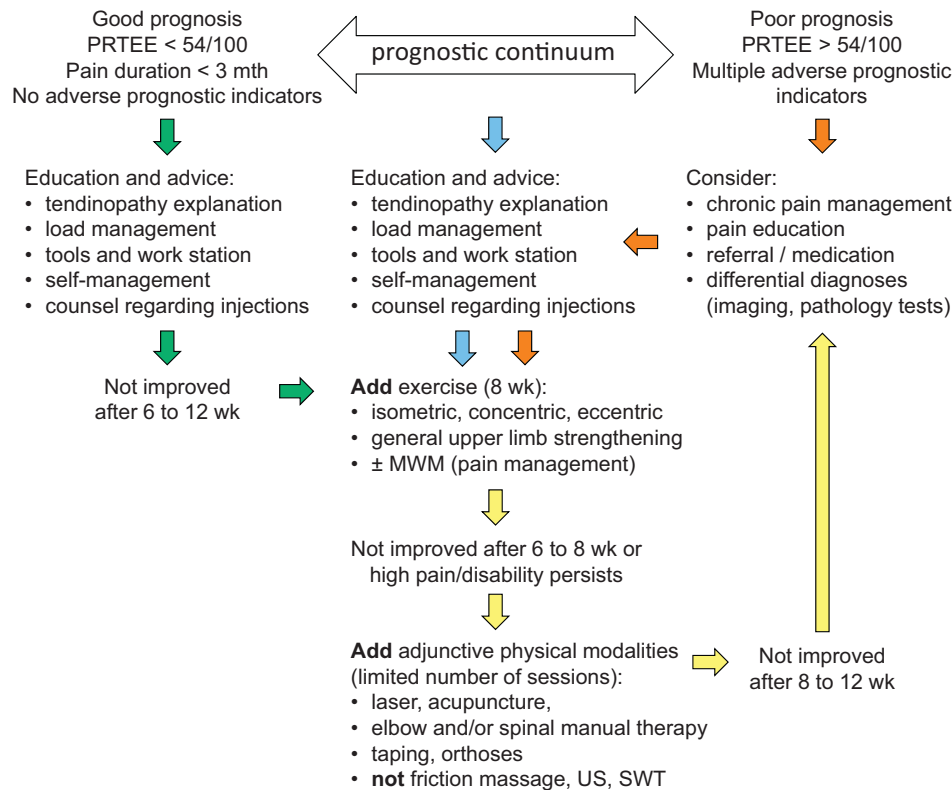 Good prognosis
PRTEE < 54/100
Pain duration < 3 mth
No adverse prognostic indicators
prognostic continuum
Poor prognosis
PRTEE > 54/100
Multiple adverse prognostic
indicators
Education and advice:
• tendinopathy explanation
• load management
• tools and work station
• self-management
• counsel regarding injections
Education and advice:
• tendinopathy explanation
• load management
• tools and work station
• self-management
• counsel regarding injections
Consider:
• chronic pain management
• pain education
• referral / medication
• differential diagnoses
(imaging, pathology tests)
Not improved
after 6 to 12 wk
Add exercise (8 wk):
• isometric, concentric, eccentric
• general upper limb strengthening
• ± MWM (pain management)
Not improved after 6 to 8 wk or
high pain/disability persists
Add adjunctive physical modalities
(limited number of sessions):
• laser, acupuncture,
• elbow and/or spinal manual therapy
• taping, orthoses
• not friction massage, US, SWT
Not improved
after 8 to 12 wk